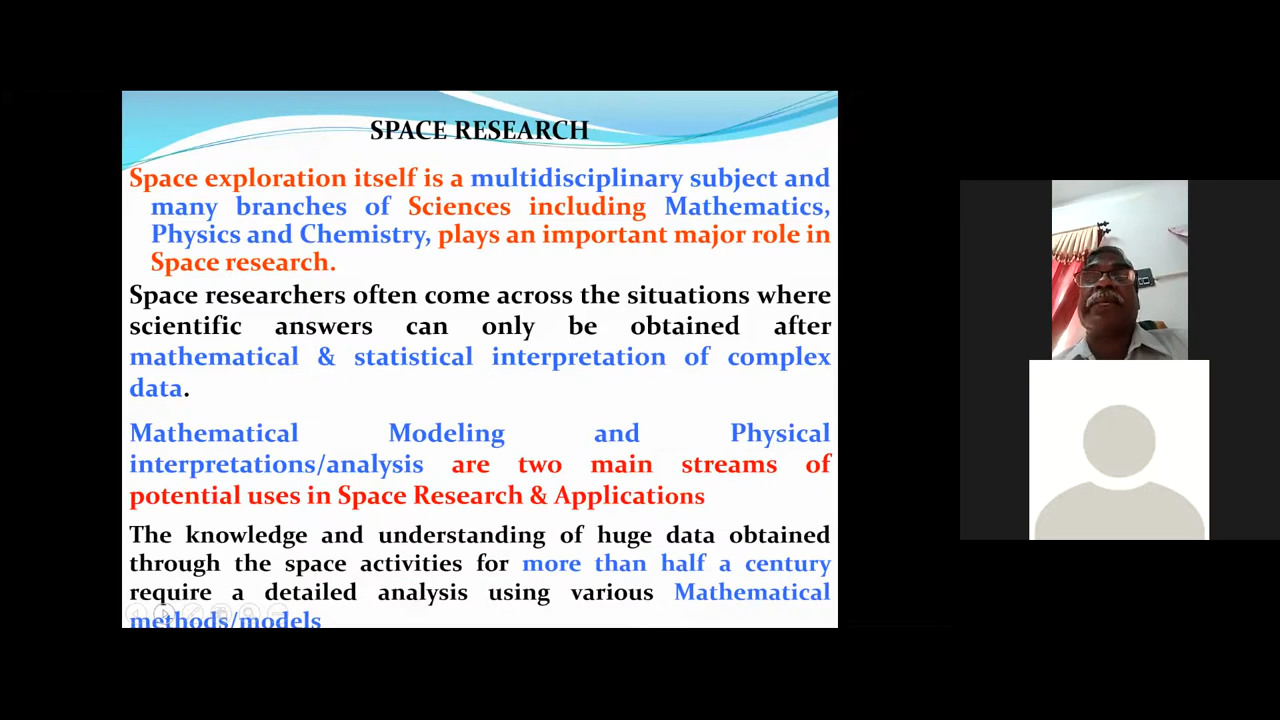 SPACE RESEARCH
Space exploration itself is a multidisciplinary subject and
many branches of Sciences including Mathematics,
Physics and Chemistry, plays an important major role in
Space research.
Space researchers often come across the situations where
scientific answers can only be obtained after
mathematical & statistical interpretation of complex
data.
Mathematical Modeling and Physical
interpretations/analysis are two main streams of
potential uses in Space Research & Applications
The knowledge and understanding of huge data obtained
through the space activities for more than half a century
require a detailed analysis using various Mathematical
methods/models